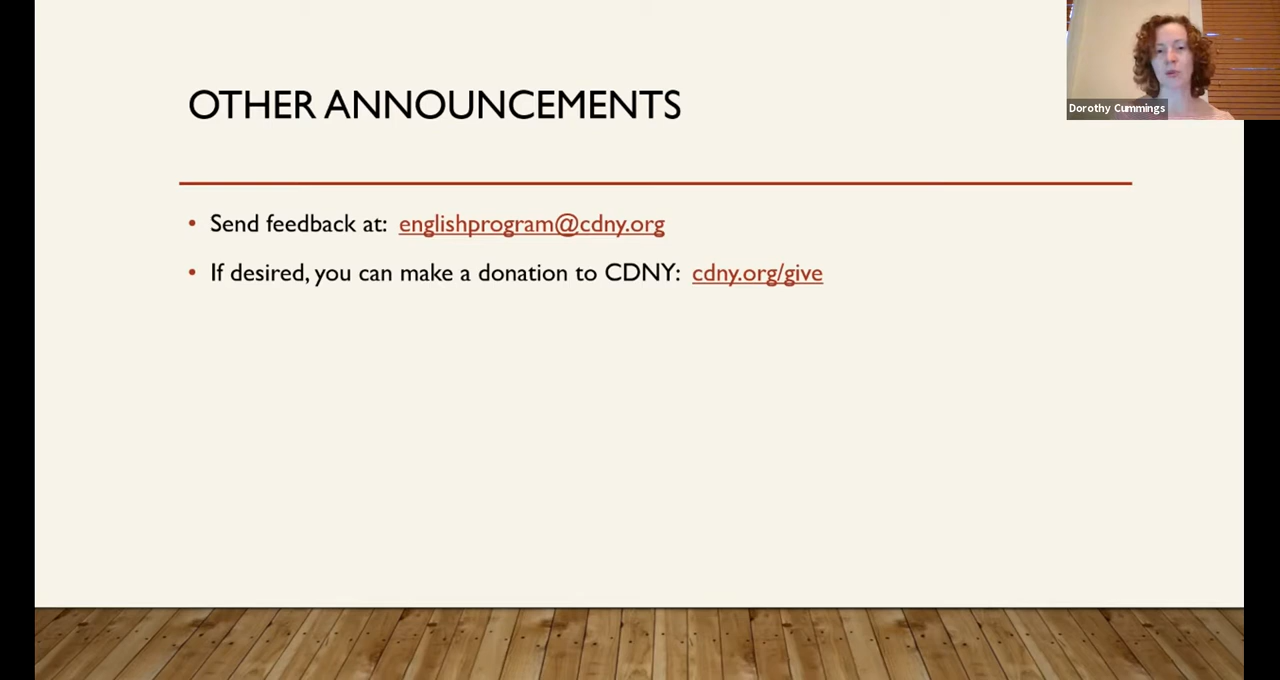 OTHER ANNOUNCEMENTS
Dorothy Cummings
• Send feedback at: englishprogram@cdny.org
• If desired, you can make a donation to CDNY: cdny.org/give